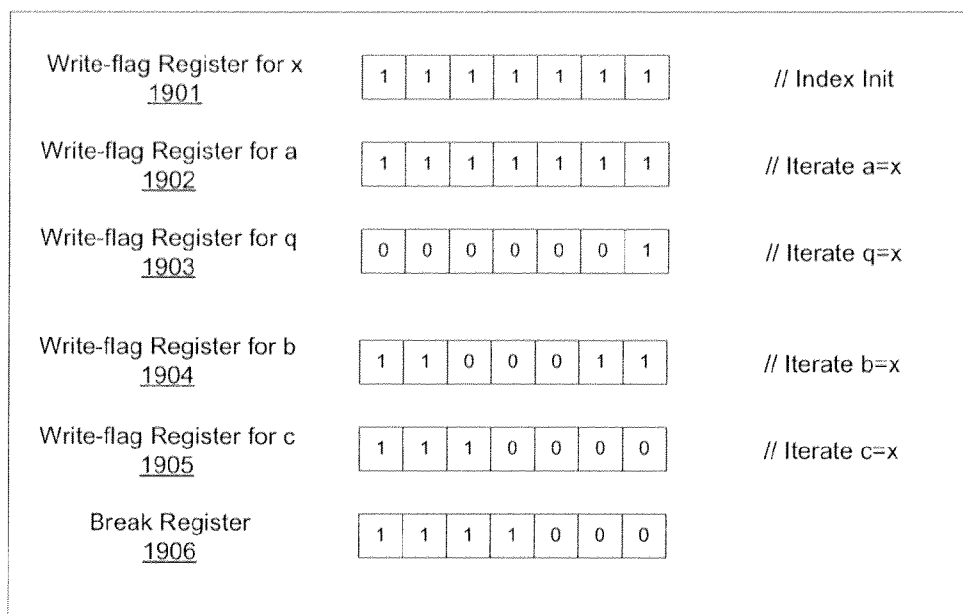 Write-flag Register for x 1 1 1 1 1 1 1 // Index Init
1901
Write-flag Register for a 1 1 1 1 1 1 1 // Iterate a=x
1902
Write-flag Register for q 0 0 0 0 0 0 1 // Iterate q=x
1903
Write-flag Register for b 1 1 0 0 0 1 1 // Iterate b=x
1904
Write-flag Register for c 1 1 1 0 0 0 0 // Iterate c=x
1905
Break Register 1 1 1 1 0 0 0
1906